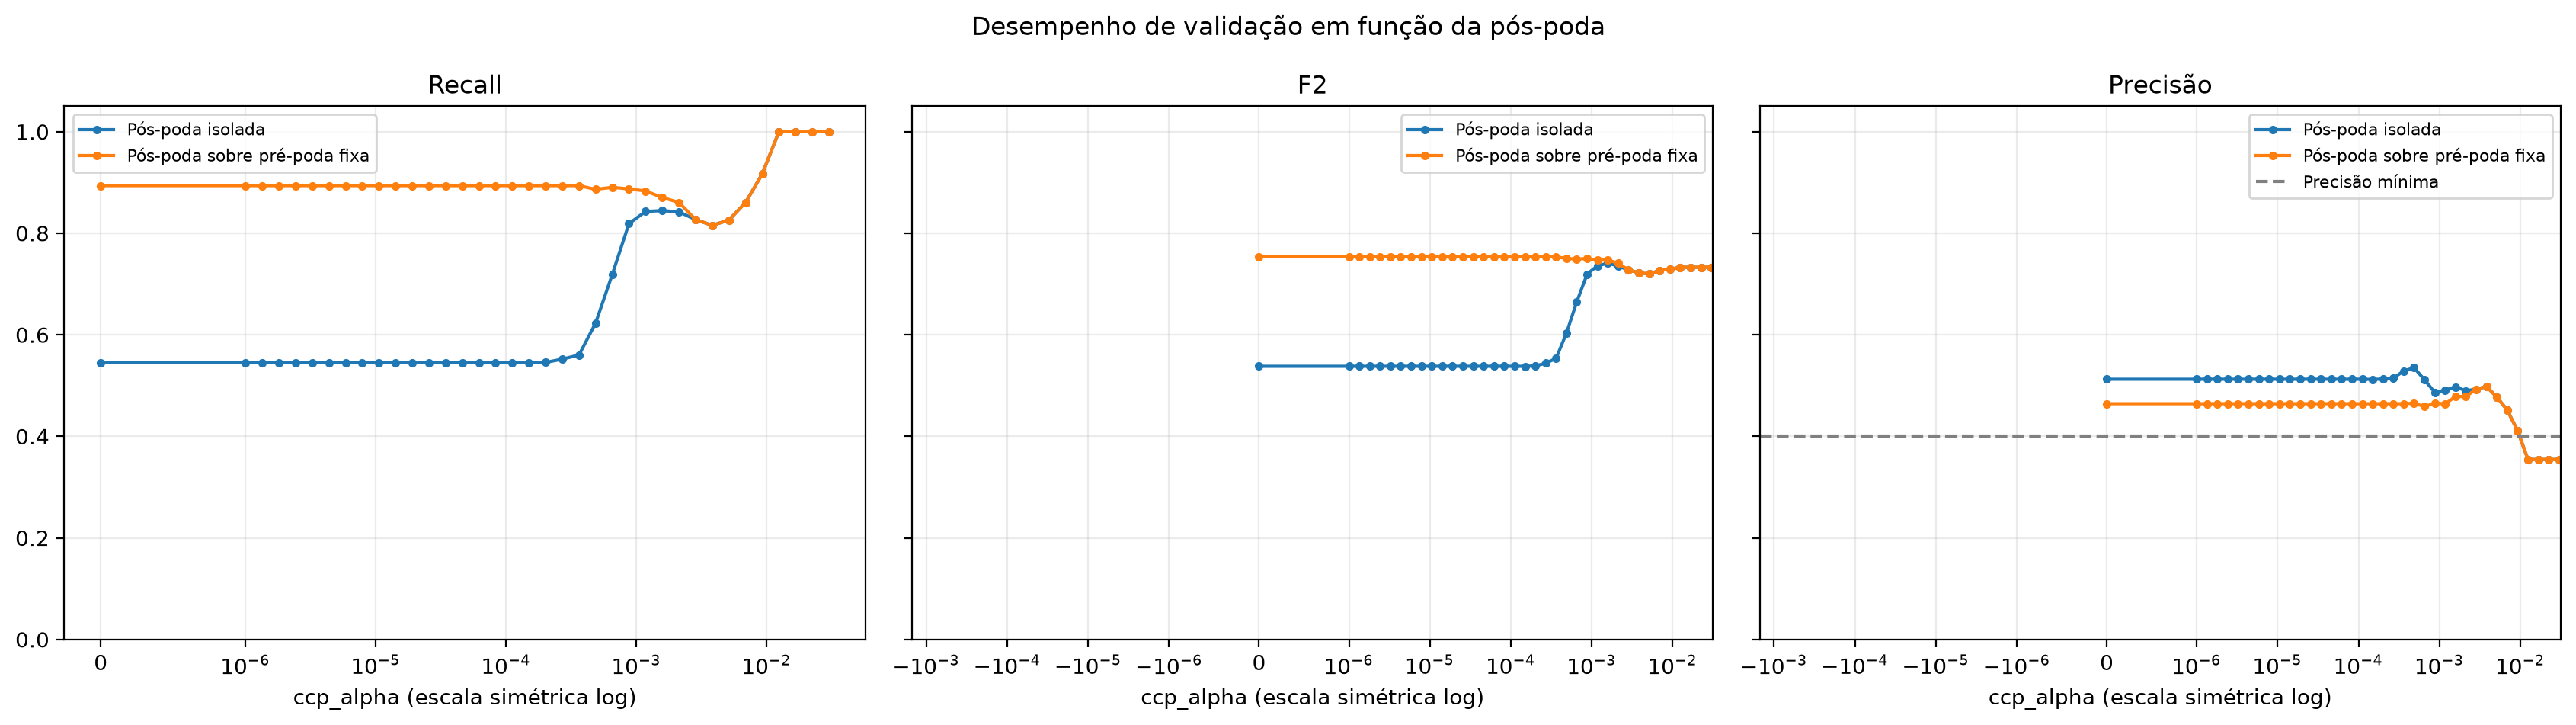 Desempenho de validação em função da pós-poda
Recall
Pós-poda isolada
Pós-poda sobre pré-poda fixa
1.0
0.8
0.6
0.4
0.2
0.0
0 10⁻⁶ 10⁻⁵ 10⁻⁴ 10⁻³ 10⁻²
ccp_alpha (escala simétrica log)
F2
Pós-poda isolada
Pós-poda sobre pré-poda fixa
−10⁻³ −10⁻⁴ −10⁻⁵ −10⁻⁶ 0 10⁻⁶ 10⁻⁵ 10⁻⁴ 10⁻³ 10⁻²
ccp_alpha (escala simétrica log)
Precisão
Pós-poda isolada
Pós-poda sobre pré-poda fixa
Precisão mínima
−10⁻³ −10⁻⁴ −10⁻⁵ −10⁻⁶ 0 10⁻⁶ 10⁻⁵ 10⁻⁴ 10⁻³ 10⁻²
ccp_alpha (escala simétrica log)